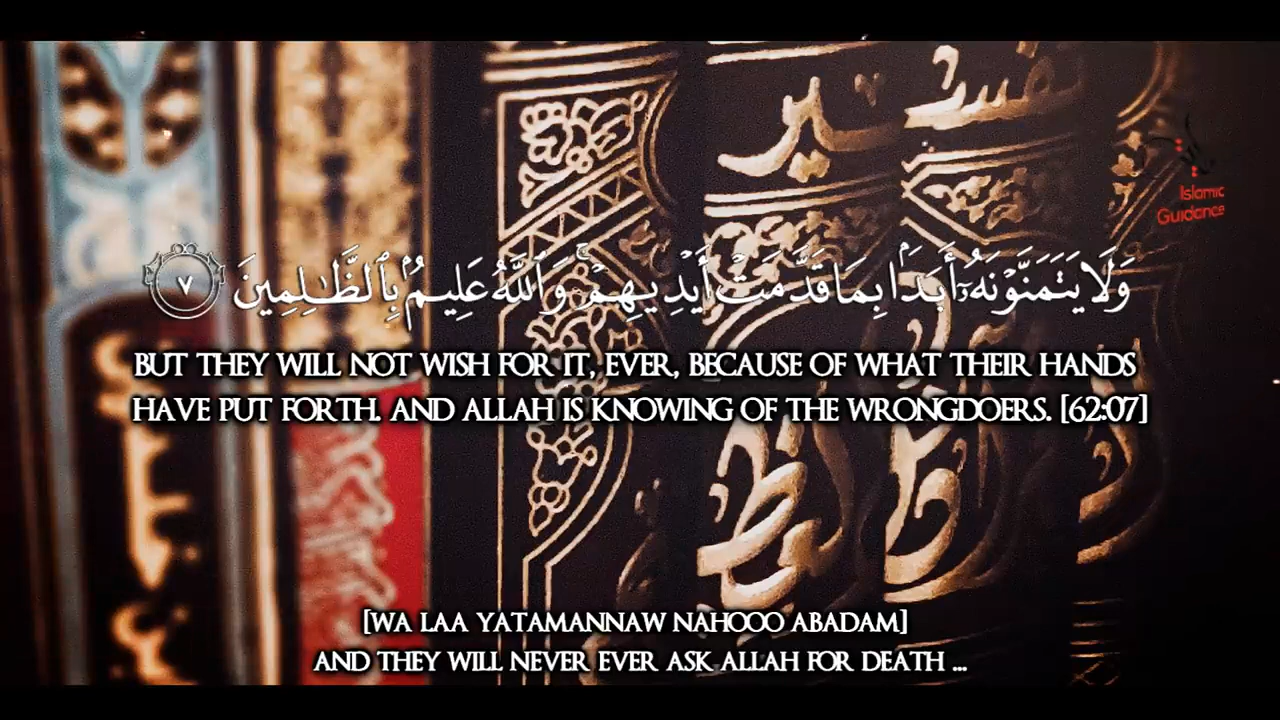 تفسير
Islamic
Guidance
وَلَا يَتَمَنَّوْنَهُۥٓ أَبَدًۢا بِمَا قَدَّمَتْ أَيْدِيهِمْ ۚ وَٱللَّهُ عَلِيمٌۢ بِٱلظَّـٰلِمِينَ ٧
BUT THEY WILL NOT WISH FOR IT, EVER, BECAUSE OF WHAT THEIR HANDS
HAVE PUT FORTH. AND ALLAH IS KNOWING OF THE WRONGDOERS. [62:07]
[WA LAA YATAMANNAW NAHOOO ABADAM]
AND THEY WILL NEVER EVER ASK ALLAH FOR DEATH ...